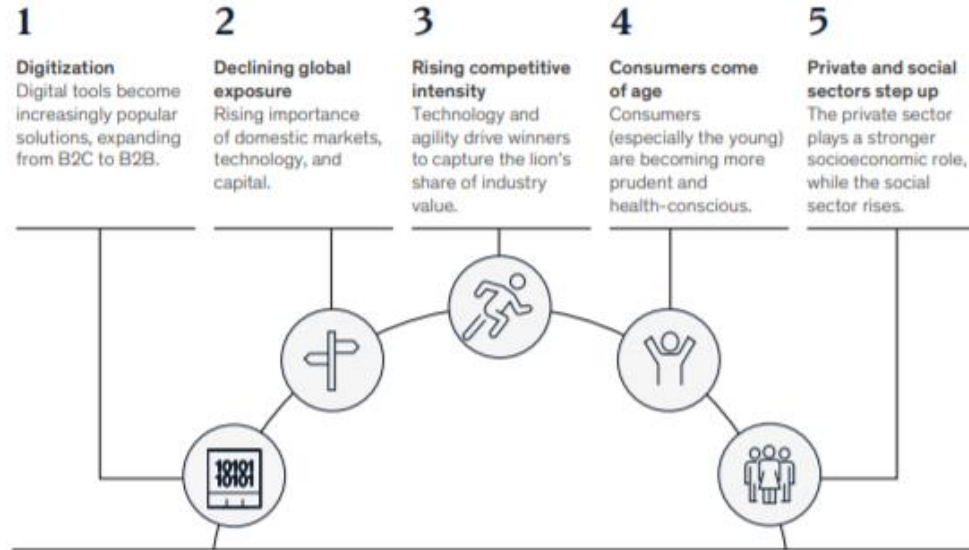 1
Digitization
Digital tools become
increasingly popular
solutions, expanding
from B2C to B2B.
2
Declining global
exposure
Rising importance
of domestic markets,
technology, and
capital.
3
Rising competitive
intensity
Technology and
agility drive winners
to capture the lion's
share of industry
value.
4
Consumers come
of age
Consumers
(especially the young)
are becoming more
prudent and
health-conscious.
5
Private and social
sectors step up
The private sector
plays a stronger
socioeconomic role,
while the social
sector rises.
10101
10101